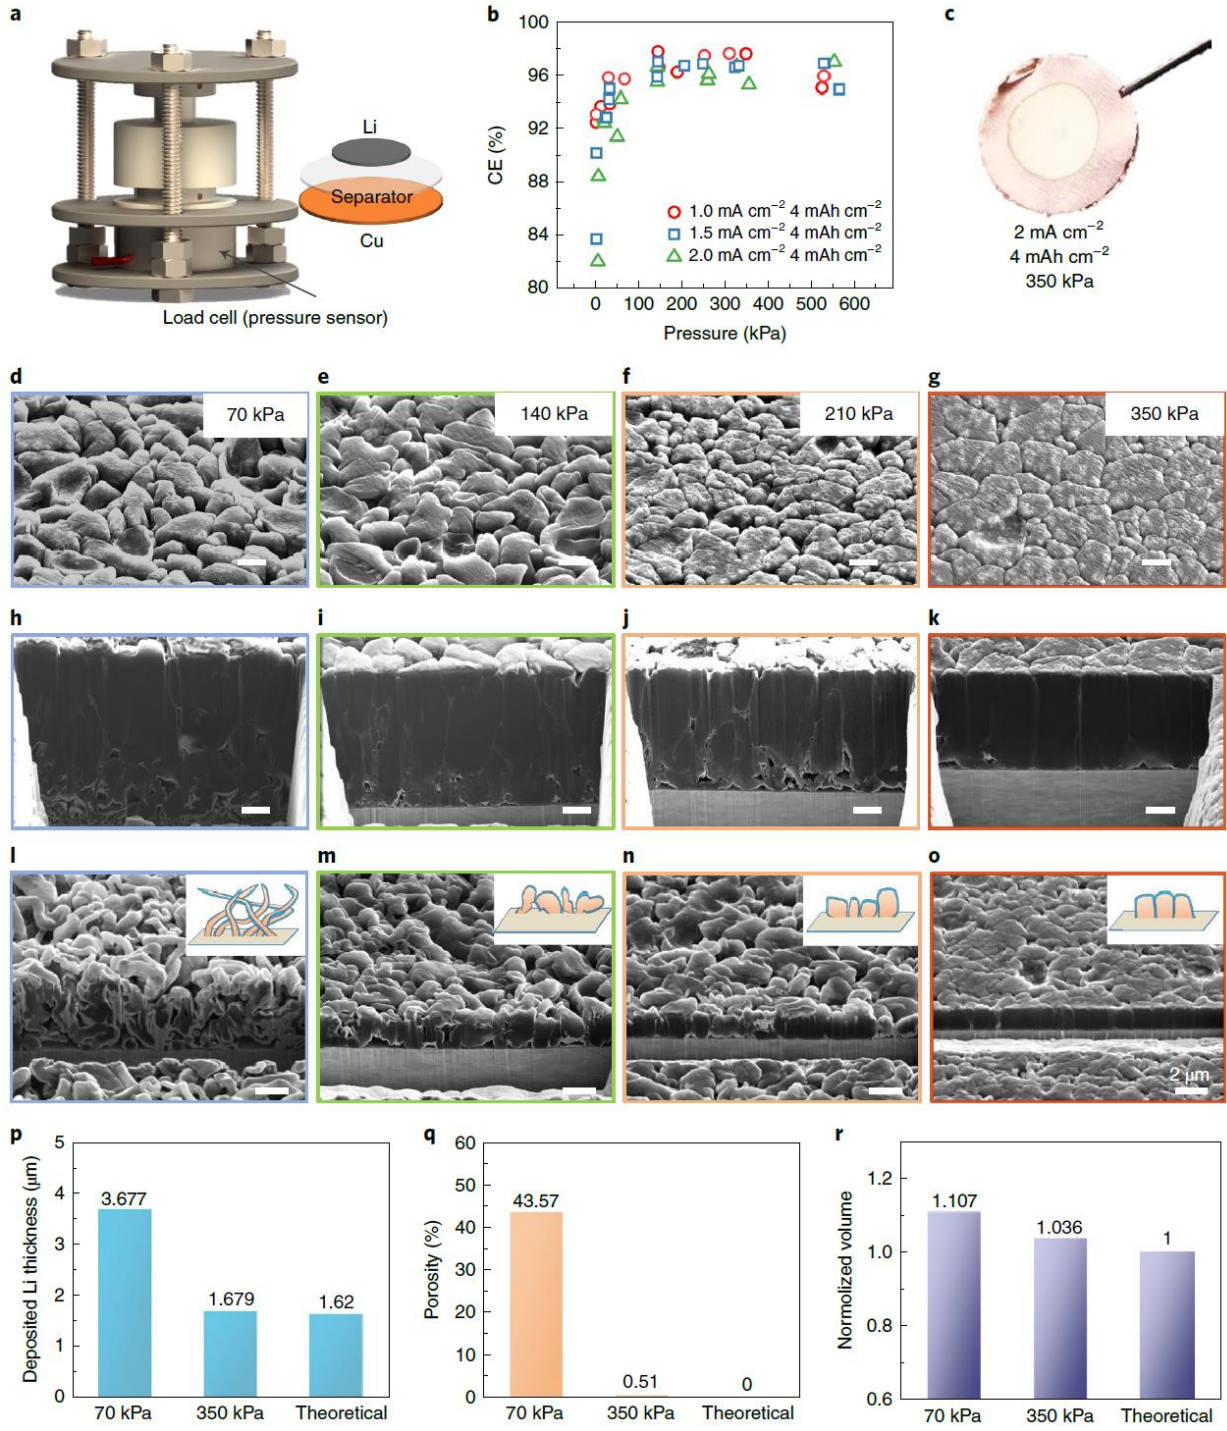 a
Li
Separator
Cu
Load cell (pressure sensor)
b
CE (%)
100
96
92
88
84
80
1.0 mA cm⁻² 4 mAh cm⁻²
1.5 mA cm⁻² 4 mAh cm⁻²
2.0 mA cm⁻² 4 mAh cm⁻²
0 100 200 300 400 500 600
Pressure (kPa)
c
2 mA cm⁻²
4 mAh cm⁻²
350 kPa
d
70 kPa
e
140 kPa
f
210 kPa
g
350 kPa
h
i
j
k
l
m
n
o
2 μm
p
Deposited Li thickness (μm)
5
4
3
2
1
0
3.677
1.679
1.62
70 kPa 350 kPa Theoretical
q
Porosity (%)
60
50
40
30
20
10
0
43.57
0.51
0
70 kPa 350 kPa Theoretical
r
Normolized volume
1.2
1.0
0.8
0.6
1.107
1.036
1
70 kPa 350 kPa Theoretical